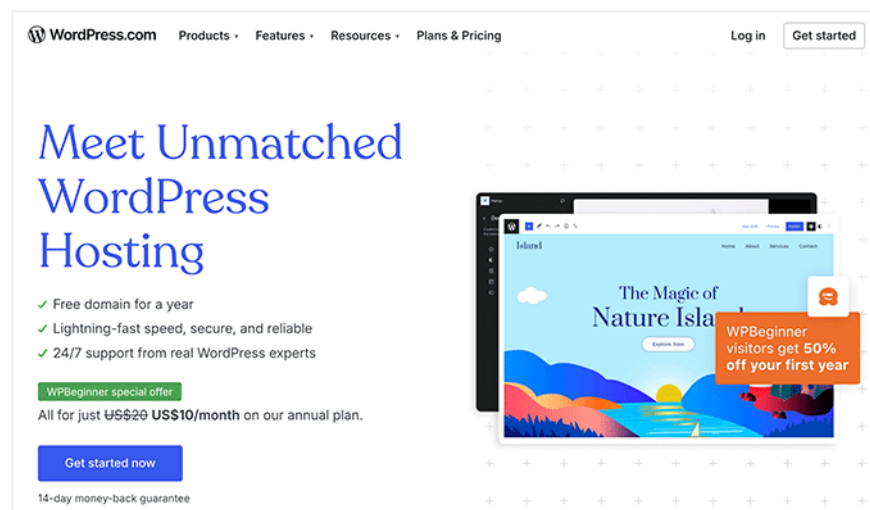 WordPress.com Products Features Resources Plans & Pricing Log in Get started
Meet Unmatched
WordPress
Hosting
✓ Free domain for a year
✓ Lightning-fast speed, secure, and reliable
✓ 24/7 support from real WordPress experts
WPBeginner special offer
All for just US$20 US$10/month on our annual plan.
Get started now
14-day money-back guarantee
Island Home About Services Contact
The Magic of
Nature Isla
Explore Now
WPBeginner
visitors get 50%
off your first year